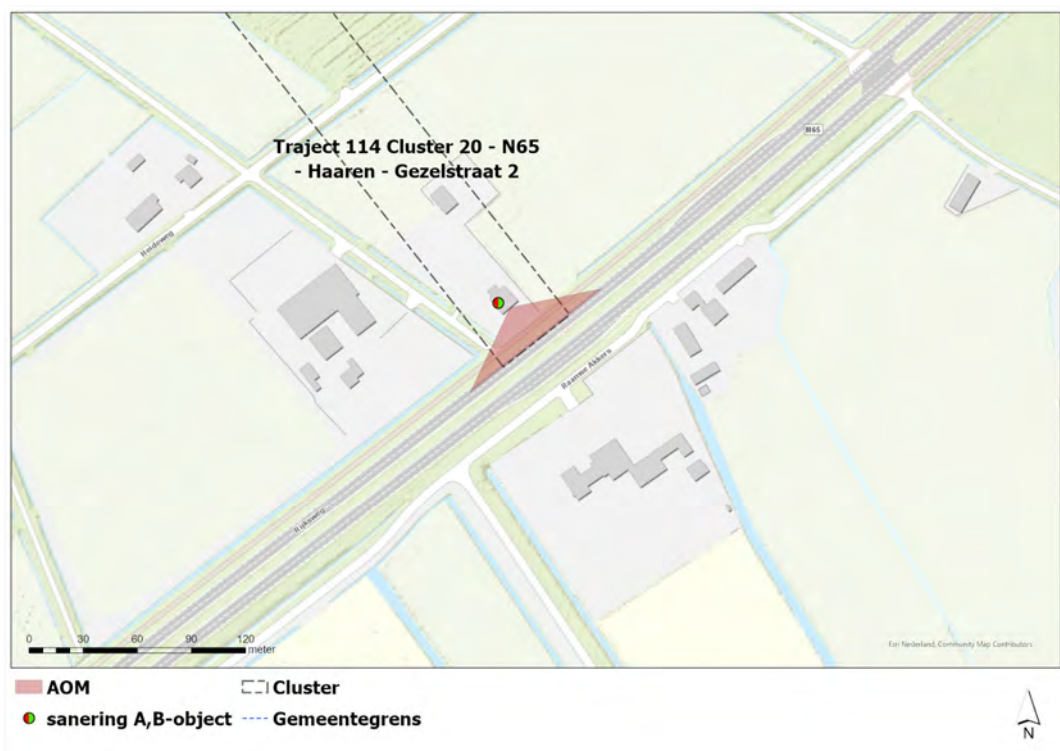 Traject 114 Cluster 20 - N65
- Haaren - Gezelstraat 2
N65
Heideweg
Raamse Akkers
Rijksweg
0 30 60 90 120
meter
Esri Nederland, Community Map Contributors
AOM
Cluster
sanering A,B-object
Gemeentegrens
N